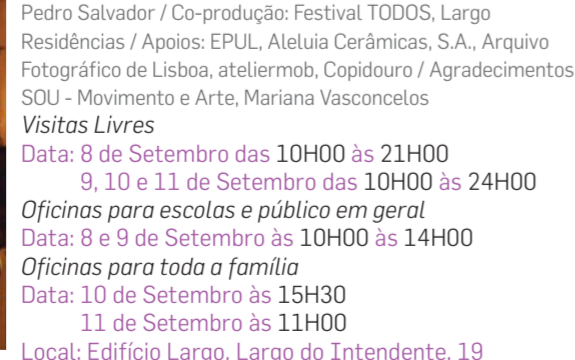 Pedro Salvador / Co-produção: Festival TODOS, Largo
Residências / Apoios: EPUL, Aleluia Cerâmicas, S.A., Arquivo
Fotográfico de Lisboa, ateliermob, Copidouro / Agradecimentos
SOU - Movimento e Arte, Mariana Vasconcelos
Visitas Livres
Data: 8 de Setembro das 10H00 às 21H00
9, 10 e 11 de Setembro das 10H00 às 24H00
Oficinas para escolas e público em geral
Data: 8 e 9 de Setembro às 10H00 às 14H00
Oficinas para toda a família
Data: 10 de Setembro às 15H30
11 de Setembro às 11H00
Local: Edifício Largo, Largo do Intendente, 19